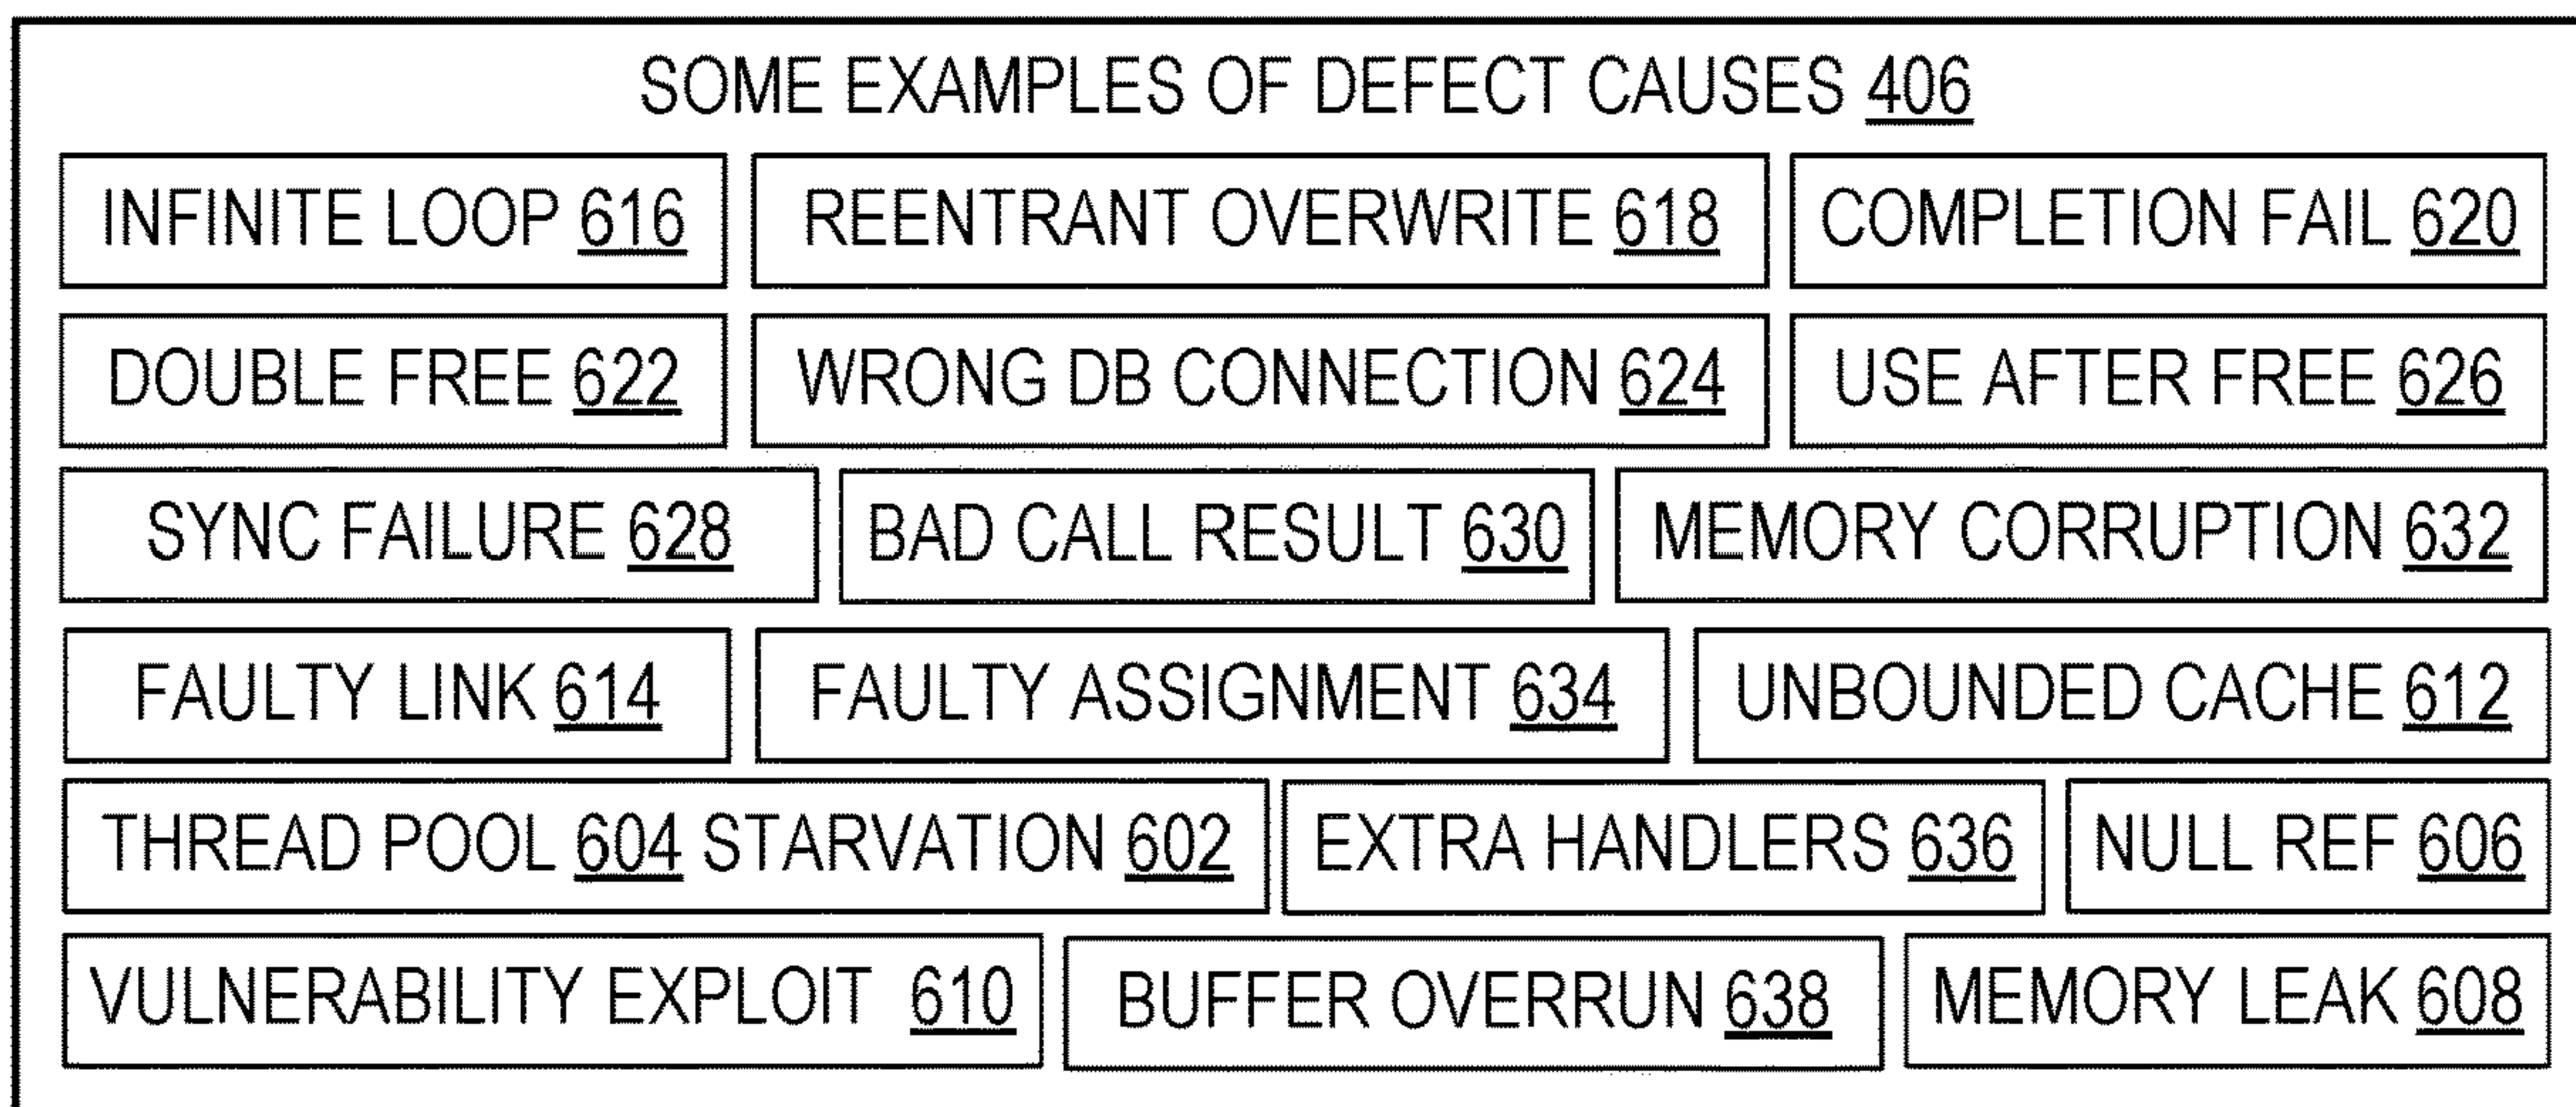 SOME EXAMPLES OF DEFECT CAUSES 406
INFINITE LOOP 616
REENTRANT OVERWRITE 618
COMPLETION FAIL 620
DOUBLE FREE 622
WRONG DB CONNECTION 624
USE AFTER FREE 626
SYNC FAILURE 628
BAD CALL RESULT 630
MEMORY CORRUPTION 632
FAULTY LINK 614
FAULTY ASSIGNMENT 634
UNBOUNDED CACHE 612
THREAD POOL 604 STARVATION 602
EXTRA HANDLERS 636
NULL REF 606
VULNERABILITY EXPLOIT 610
BUFFER OVERRUN 638
MEMORY LEAK 608